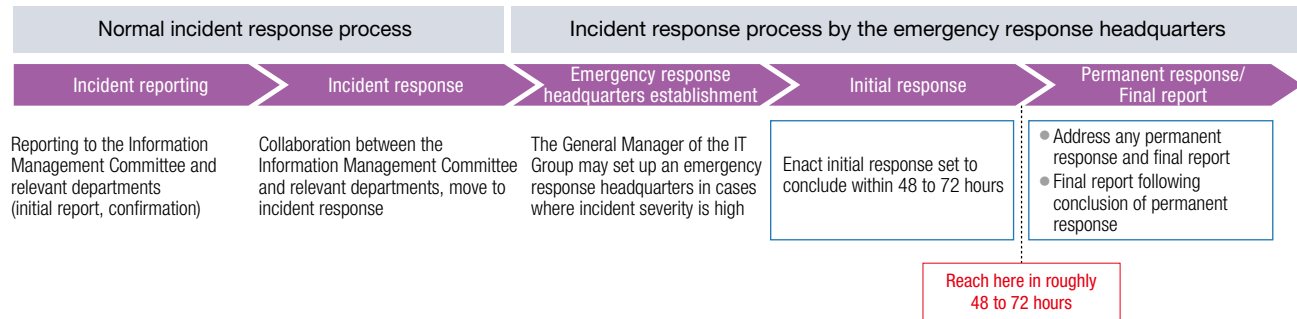 Normal incident response process
Incident response process by the emergency response headquarters
Incident reporting
Incident response
Emergency response
headquarters establishment
Initial response
Permanent response/
Final report
Reporting to the Information
Management Committee and
relevant departments
(initial report, confirmation)
Collaboration between the
Information Management Committee
and relevant departments, move to
incident response
The General Manager of the IT
Group may set up an emergency
response headquarters in cases
where incident severity is high
Enact initial response set to
conclude within 48 to 72 hours
● Address any permanent
response and final report
● Final report following
conclusion of permanent
response
Reach here in roughly
48 to 72 hours